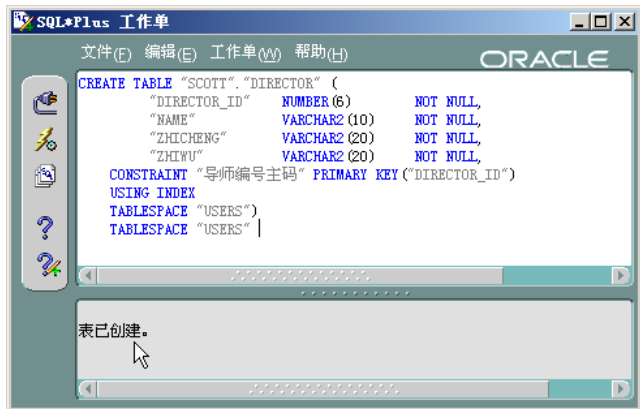 SQL*Plus 工作单
文件(F) 编辑(E) 工作单(W) 帮助(H)
ORACLE
CREATE TABLE "SCOTT"."DIRECTOR" (
"DIRECTOR_ID" NUMBER(6) NOT NULL,
"NAME" VARCHAR2(10) NOT NULL,
"ZHICHENG" VARCHAR2(20) NOT NULL,
"ZHIWU" VARCHAR2(20) NOT NULL,
CONSTRAINT "导师编号主码" PRIMARY KEY("DIRECTOR_ID")
USING INDEX
TABLESPACE "USERS")
TABLESPACE "USERS"
表已创建。